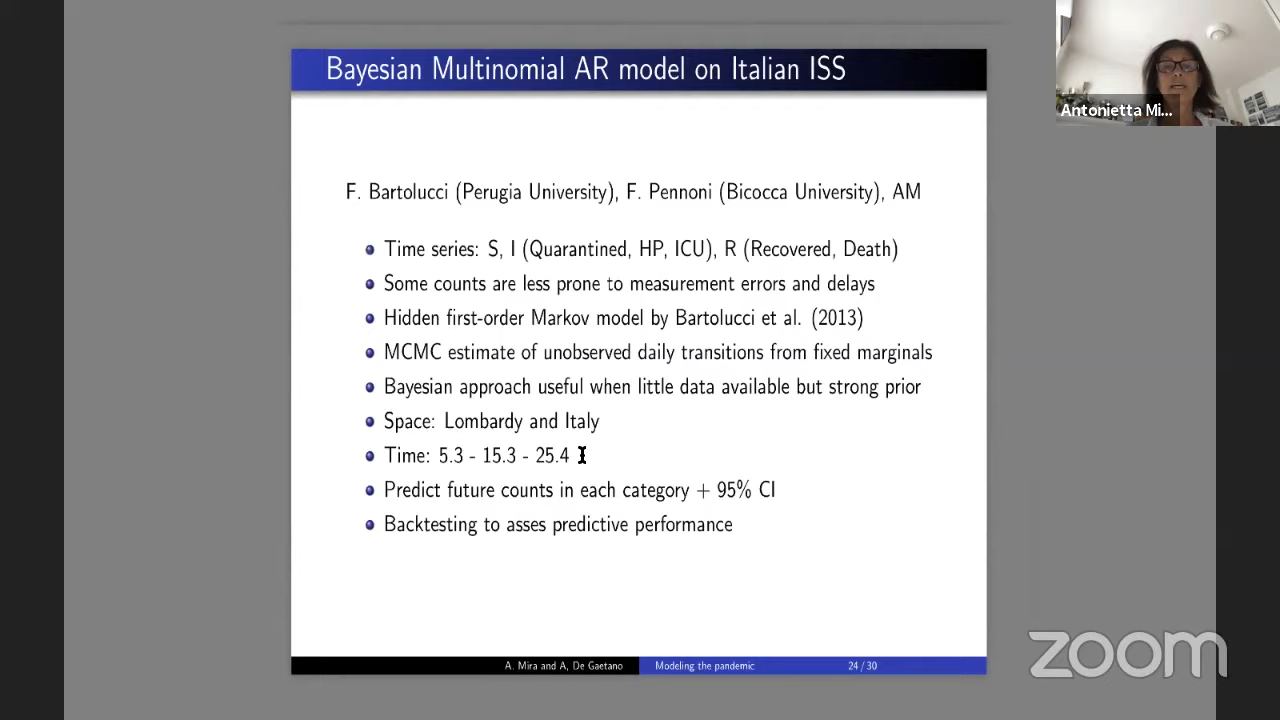 Bayesian Multinomial AR model on Italian ISS
Antonietta Mi...
F. Bartolucci (Perugia University), F. Pennoni (Bicocca University), AM
Time series: S, I (Quarantined, HP, ICU), R (Recovered, Death)
Some counts are less prone to measurement errors and delays
Hidden first-order Markov model by Bartolucci et al. (2013)
MCMC estimate of unobserved daily transitions from fixed marginals
Bayesian approach useful when little data available but strong prior
Space: Lombardy and Italy
Time: 5.3 - 15.3 - 25.4
Predict future counts in each category + 95% CI
Backtesting to asses predictive performance
A. Mira and A, De Gaetano
Modeling the pandemic
24 / 30
zoom